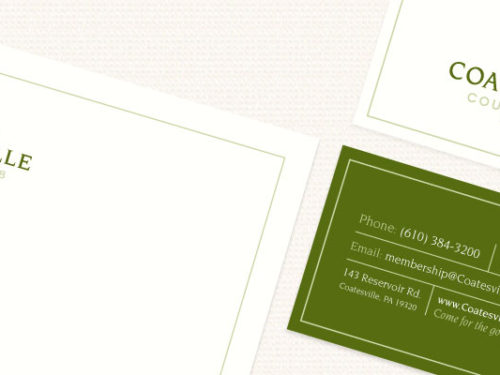 LLE
B
COA
COU
Phone: (610) 384-3200
Email: membership@Coatesvi
143 Reservoir Rd.
Coatesville, PA 19320
www.Coatesv
Come for the go